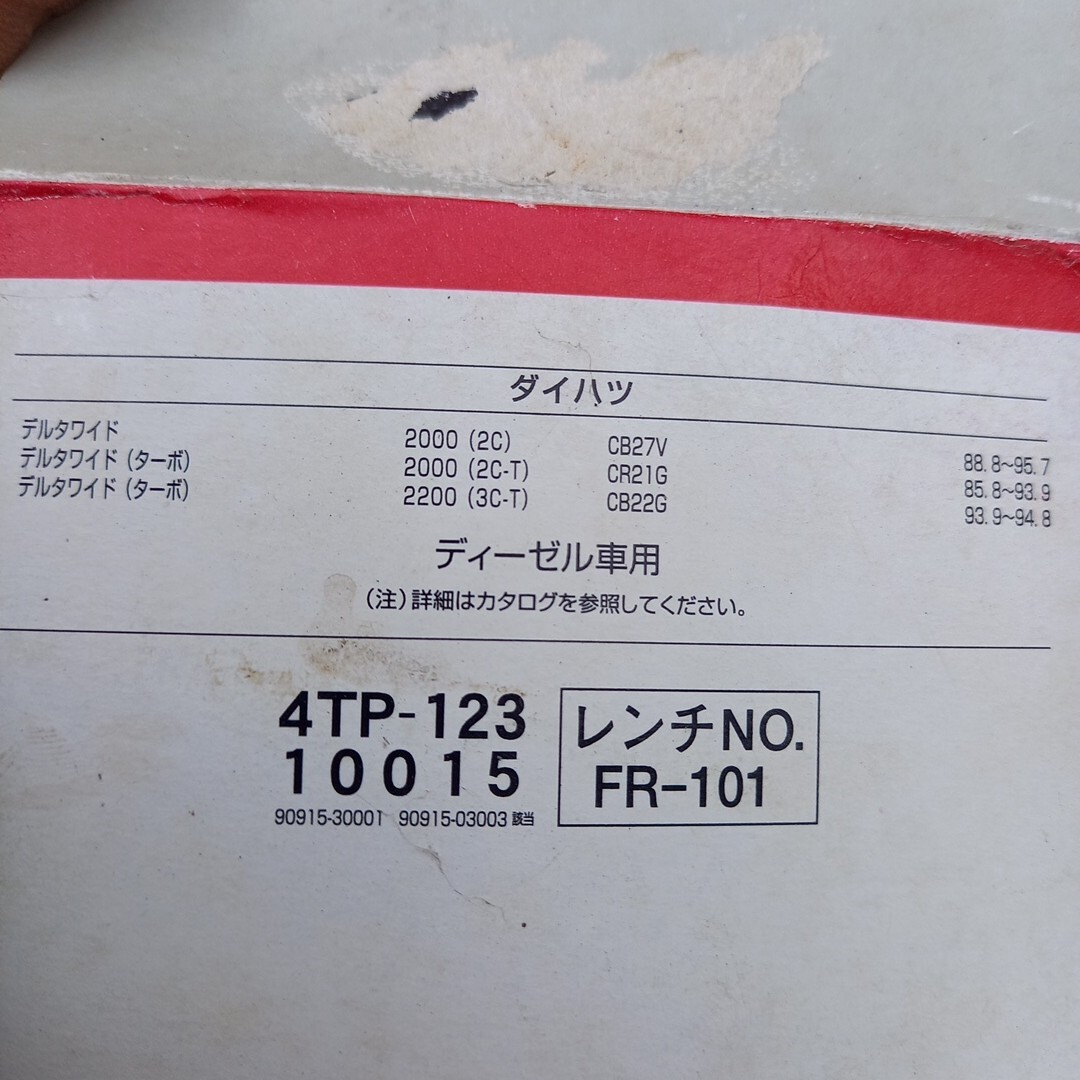 ダイハツ
デルタワイド 2000 (2C) CB27V 88.8~95.7
デルタワイド (ターボ) 2000 (2C-T) CR21G 85.8~93.9
デルタワイド (ターボ) 2200 (3C-T) CB22G 93.9~94.8
ディーゼル車用
(注) 詳細はカタログを参照してください。
4TP-123
10015
90915-30001 90915-03003 該当
レンチNO.
FR-101